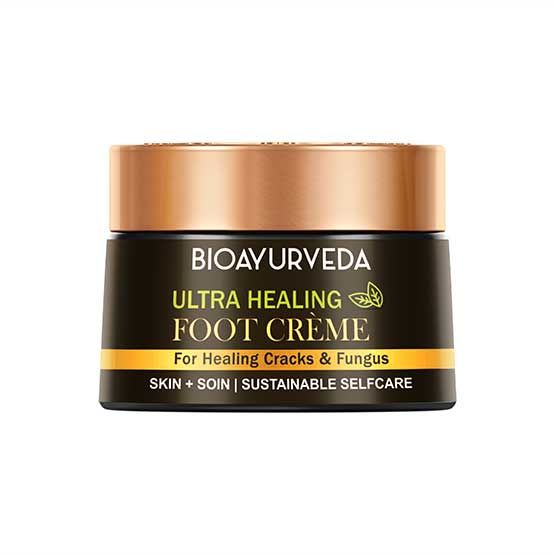 BIOAYURVEDA
ULTRA HEALING
FOOT CRÈME
For Healing Cracks & Fungus
SKIN + SOIN | SUSTAINABLE SELFCARE